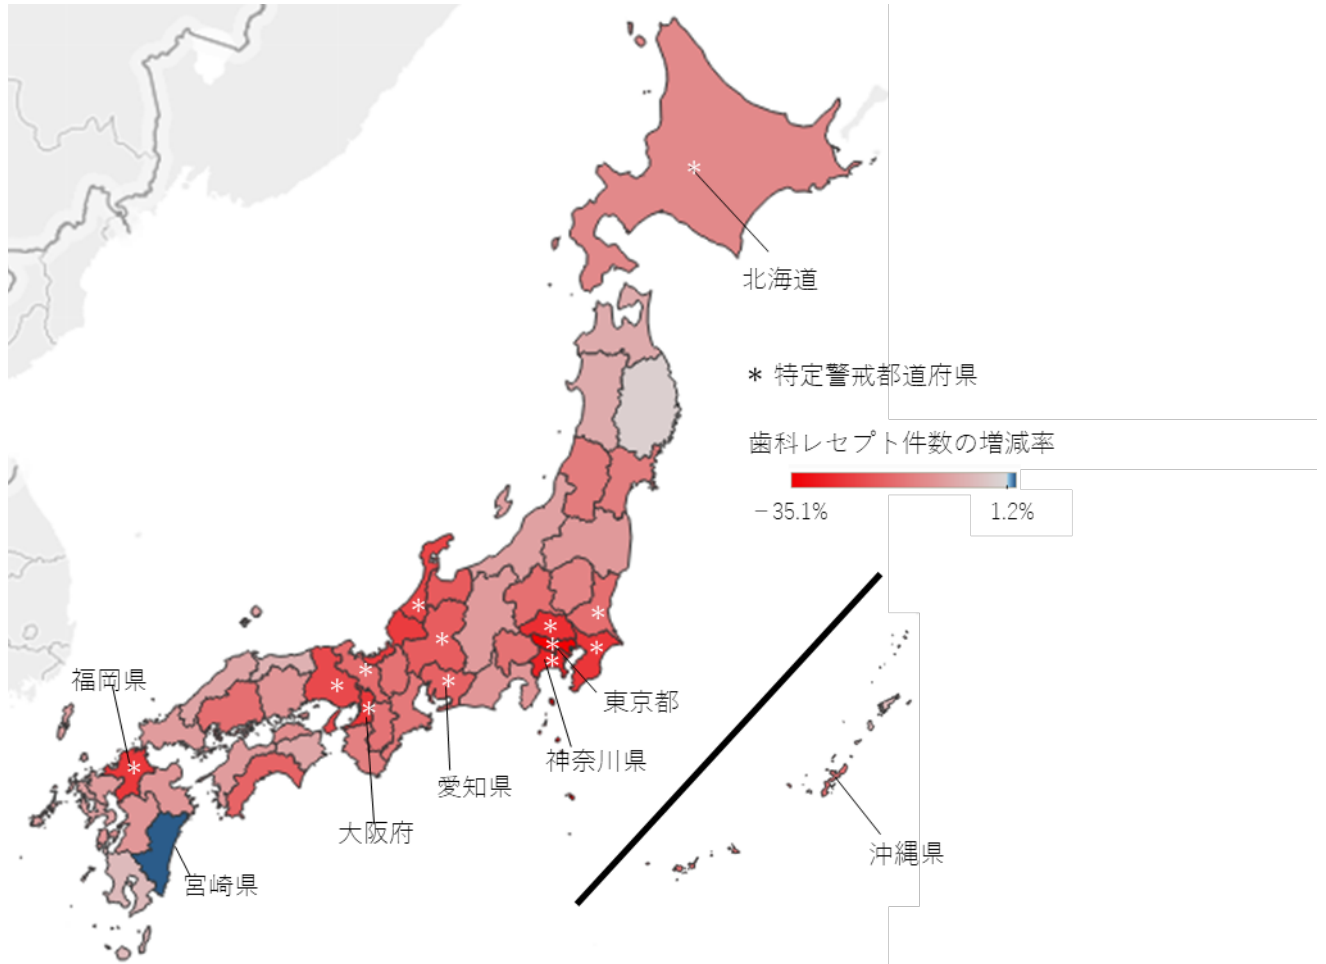 北海道
* 特定警戒都道府県
歯科レセプト件数の増減率
－35.1%
1.2%
福岡県
東京都
神奈川県
愛知県
大阪府
沖縄県
宮崎県